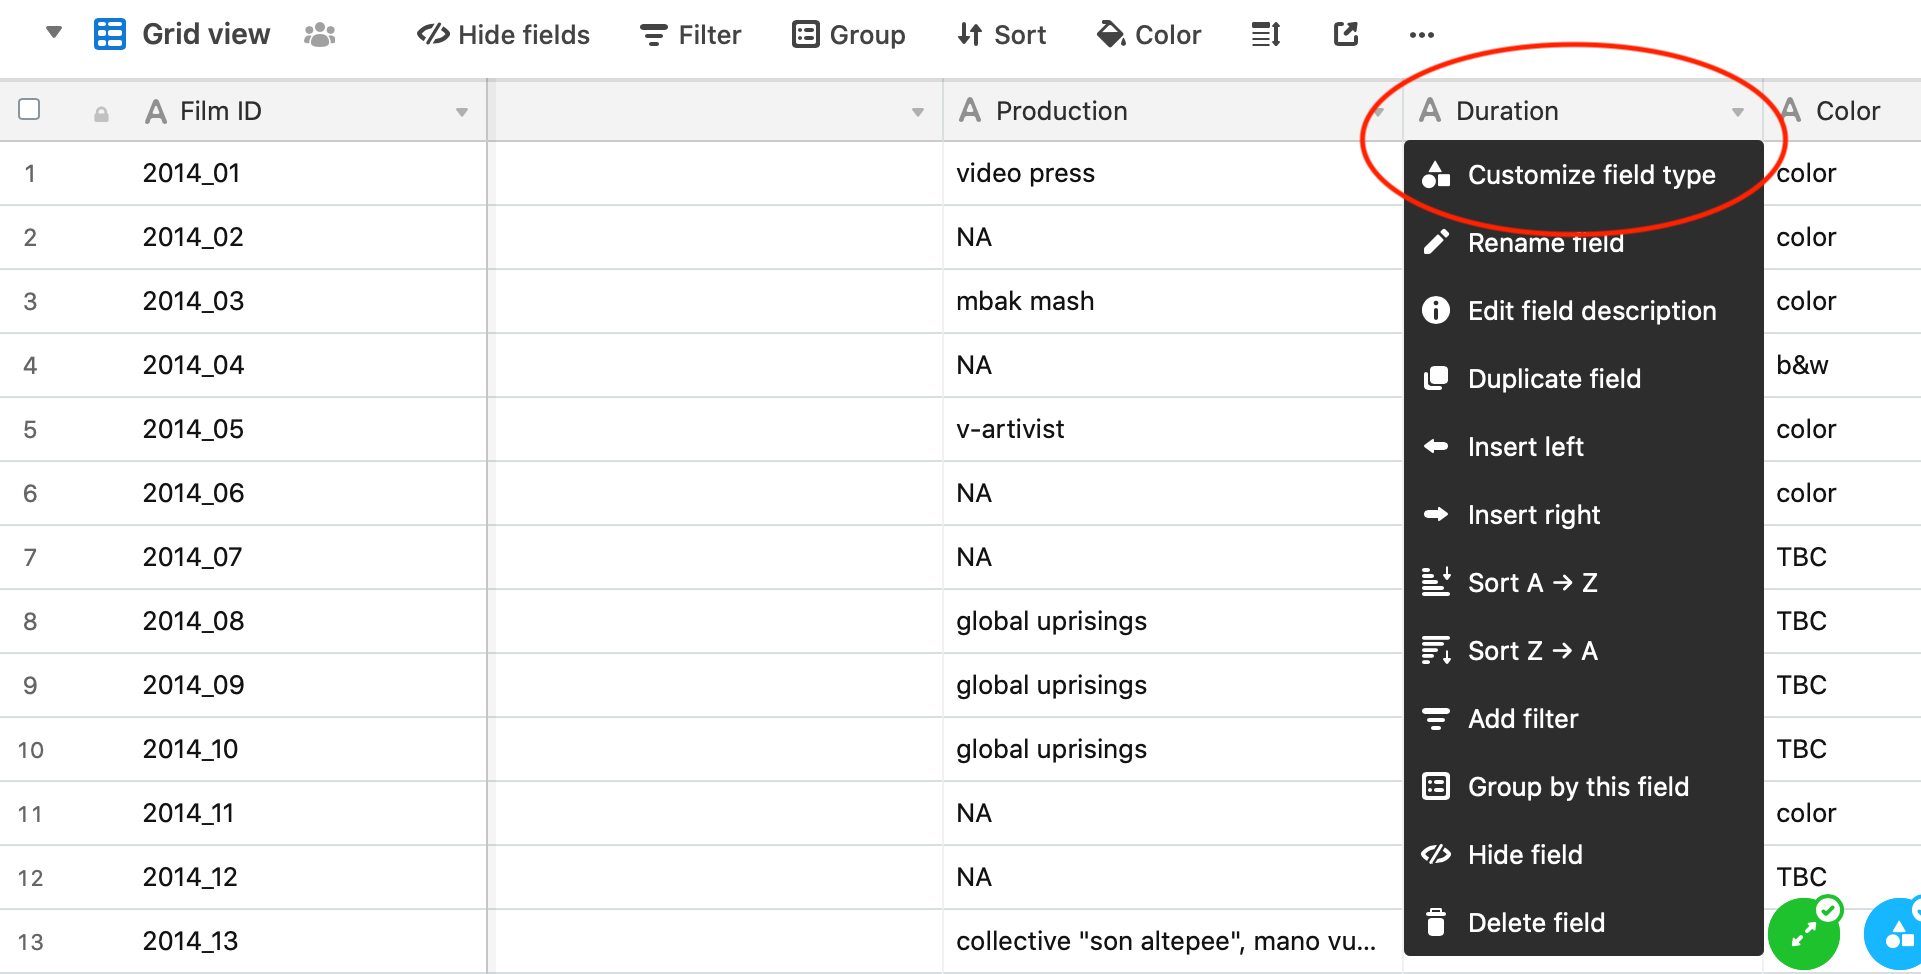 Grid view Hide fields Filter Group Sort Color
Film ID Production Duration Color
1 2014_01 video press color
2 2014_02 NA color
3 2014_03 mbak mash color
4 2014_04 NA b&w
5 2014_05 v-artivist color
6 2014_06 NA color
7 2014_07 NA TBC
8 2014_08 global uprisings TBC
9 2014_09 global uprisings TBC
10 2014_10 global uprisings TBC
11 2014_11 NA color
12 2014_12 NA TBC
13 2014_13 collective "son altepee", mano vu...
Customize field type
Rename field
Edit field description
Duplicate field
Insert left
Insert right
Sort A → Z
Sort Z → A
Add filter
Group by this field
Hide field
Delete field